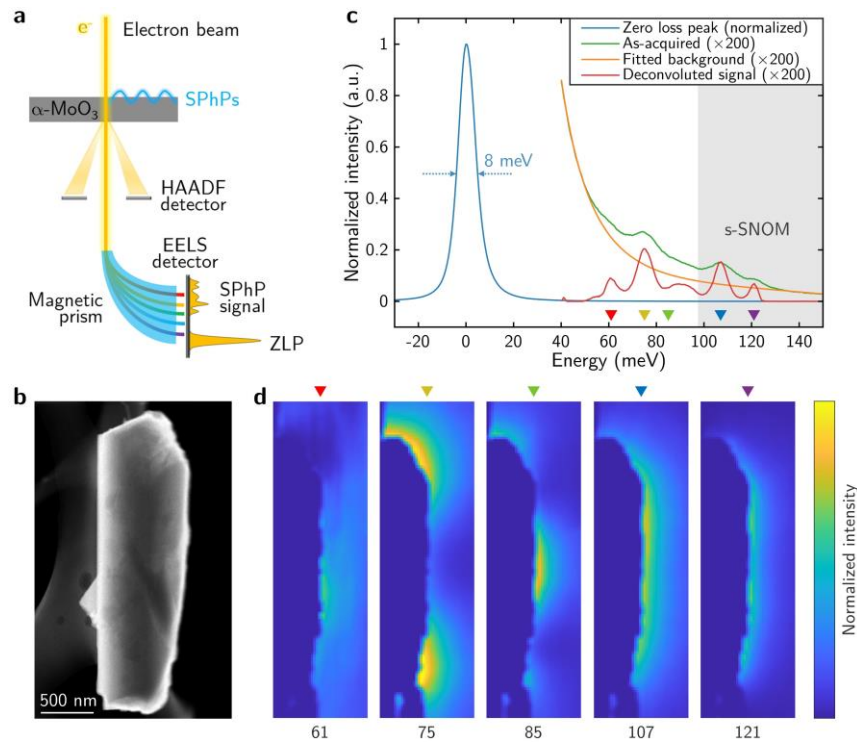 a
e-
Electron beam
SPhPs
α-MoO3
HAADF
detector
EELS
detector
SPhP
signal
Magnetic
prism
ZLP
c
Normalized intensity (a.u.)
1
0.8
0.6
0.4
0.2
0
Zero loss peak (normalized)
As-acquired (×200)
Fitted background (×200)
Deconvoluted signal (×200)
8 meV
s-SNOM
-20 0 20 40 60 80 100 120 140
Energy (meV)
b
500 nm
d
61 75 85 107 121
Normalized intensity